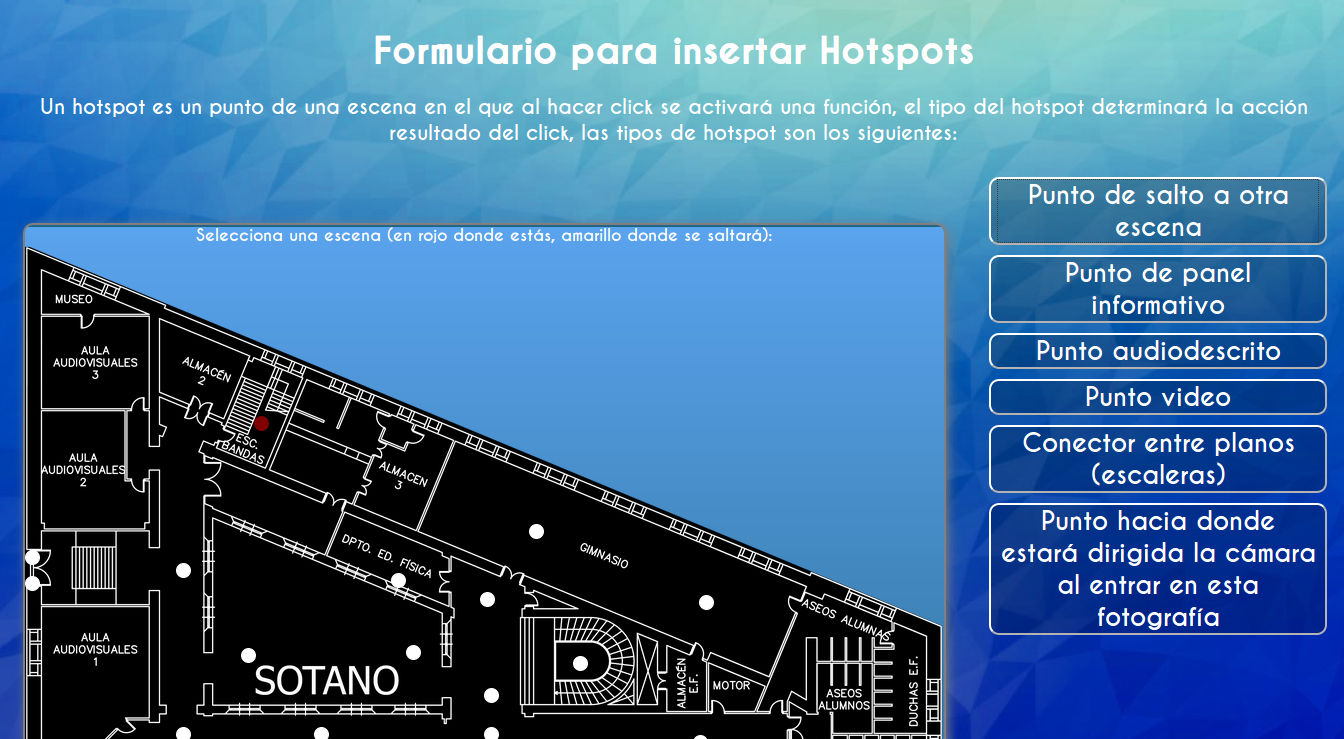 Formulario para insertar Hotspots
Un hotspot es un punto de una escena en el que al hacer click se activará una función, el tipo del hotspot determinará la acción
resultado del click, las tipos de hotspot son los siguientes:
Selecciona una escena (en rojo donde estás, amarillo donde se saltará):
MUSEO
AULA
AUDIOVISUALES
3
ALMACÉN
2
ESC.
BANDAS
AULA
AUDIOVISUALES
2
ALMACEN
3
DPTO. ED. FÍSICA
GIMNASIO
AULA
AUDIOVISUALES
1
SOTANO
ALMACÉN
E.F.
MOTOR
ASEOS ALUMNAS
ASEOS
ALUMNOS
DUCHAS E.F.
Punto de salto a otra
escena
Punto de panel
informativo
Punto audiodescrito
Punto video
Conector entre planos
(escaleras)
Punto hacia donde
estará dirigida la cámara
al entrar en esta
fotografía